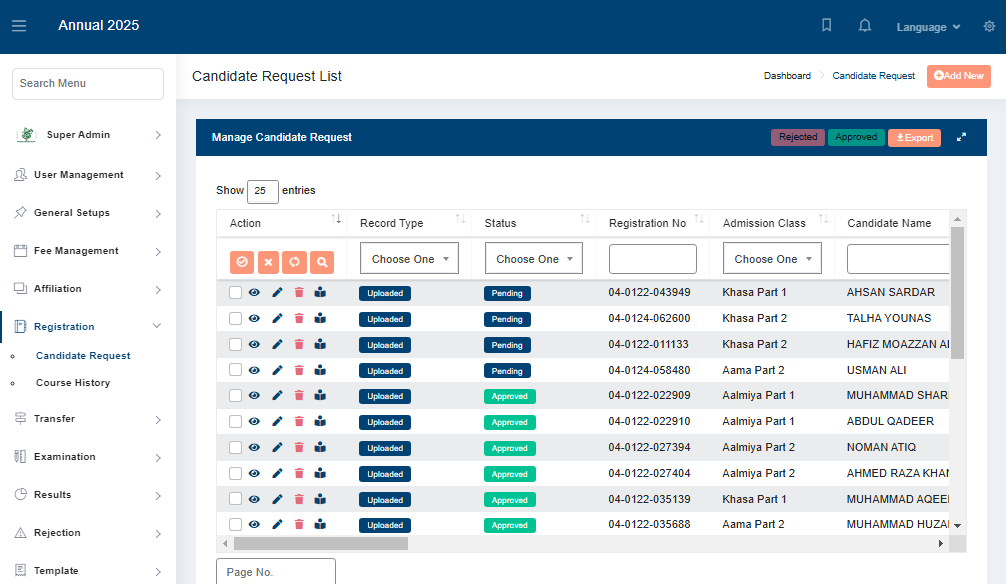 Annual 2025
Language
Search Menu
Candidate Request List
Dashboard
Candidate Request
Add New
Super Admin
User Management
General Setups
Fee Management
Affiliation
Registration
Candidate Request
Course History
Transfer
Examination
Results
Rejection
Template
Manage Candidate Request
Rejected
Approved
Export
Show 25 entries
Action Record Type Status Registration No Admission Class Candidate Name
Choose One Choose One Choose One
Uploaded Pending 04-0122-043949 Khasa Part 1 AHSAN SARDAR
Uploaded Pending 04-0124-062600 Khasa Part 2 TALHA YOUNAS
Uploaded Pending 04-0122-011133 Khasa Part 2 HAFIZ MOAZZAN
Uploaded Pending 04-0124-058480 Aama Part 2 USMAN ALI
Uploaded Approved 04-0122-022909 Aalmiya Part 1 MUHAMMAD SHAR
Uploaded Approved 04-0122-022910 Aalmiya Part 1 ABDUL QADEER
Uploaded Approved 04-0122-027394 Aalmiya Part 2 NOMAN ATIQ
Uploaded Approved 04-0122-027404 Aalmiya Part 2 AHMED RAZA KHAN
Uploaded Approved 04-0122-035139 Khasa Part 1 MUHAMMAD AQEE
Uploaded Approved 04-0122-035688 Aama Part 2 MUHAMMAD HUZA
Page No.